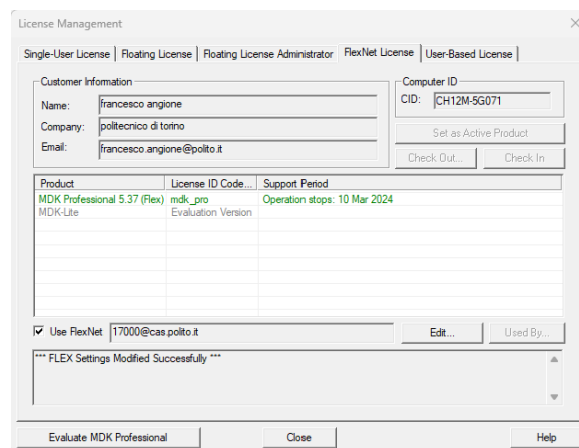 License Management
Single-User License | Floating License | Floating License Administrator | FlexNet License | User-Based License
Customer Information
Name: francesco angione
Company: politecnico di torino
Email: francesco.angione@polito.it
Computer ID
CID: CH12M-5G071
Set as Active Product
Check Out... Check In
Product License ID Code... Support Period
MDK Professional 5.37 (Flex) mdk_pro Operation stops: 10 Mar 2024
MDK-Lite Evaluation Version
Use FlexNet 17000@cas.polito.it Edit... Used By...
*** FLEX Settings Modified Successfully ***
Evaluate MDK Professional Close Help